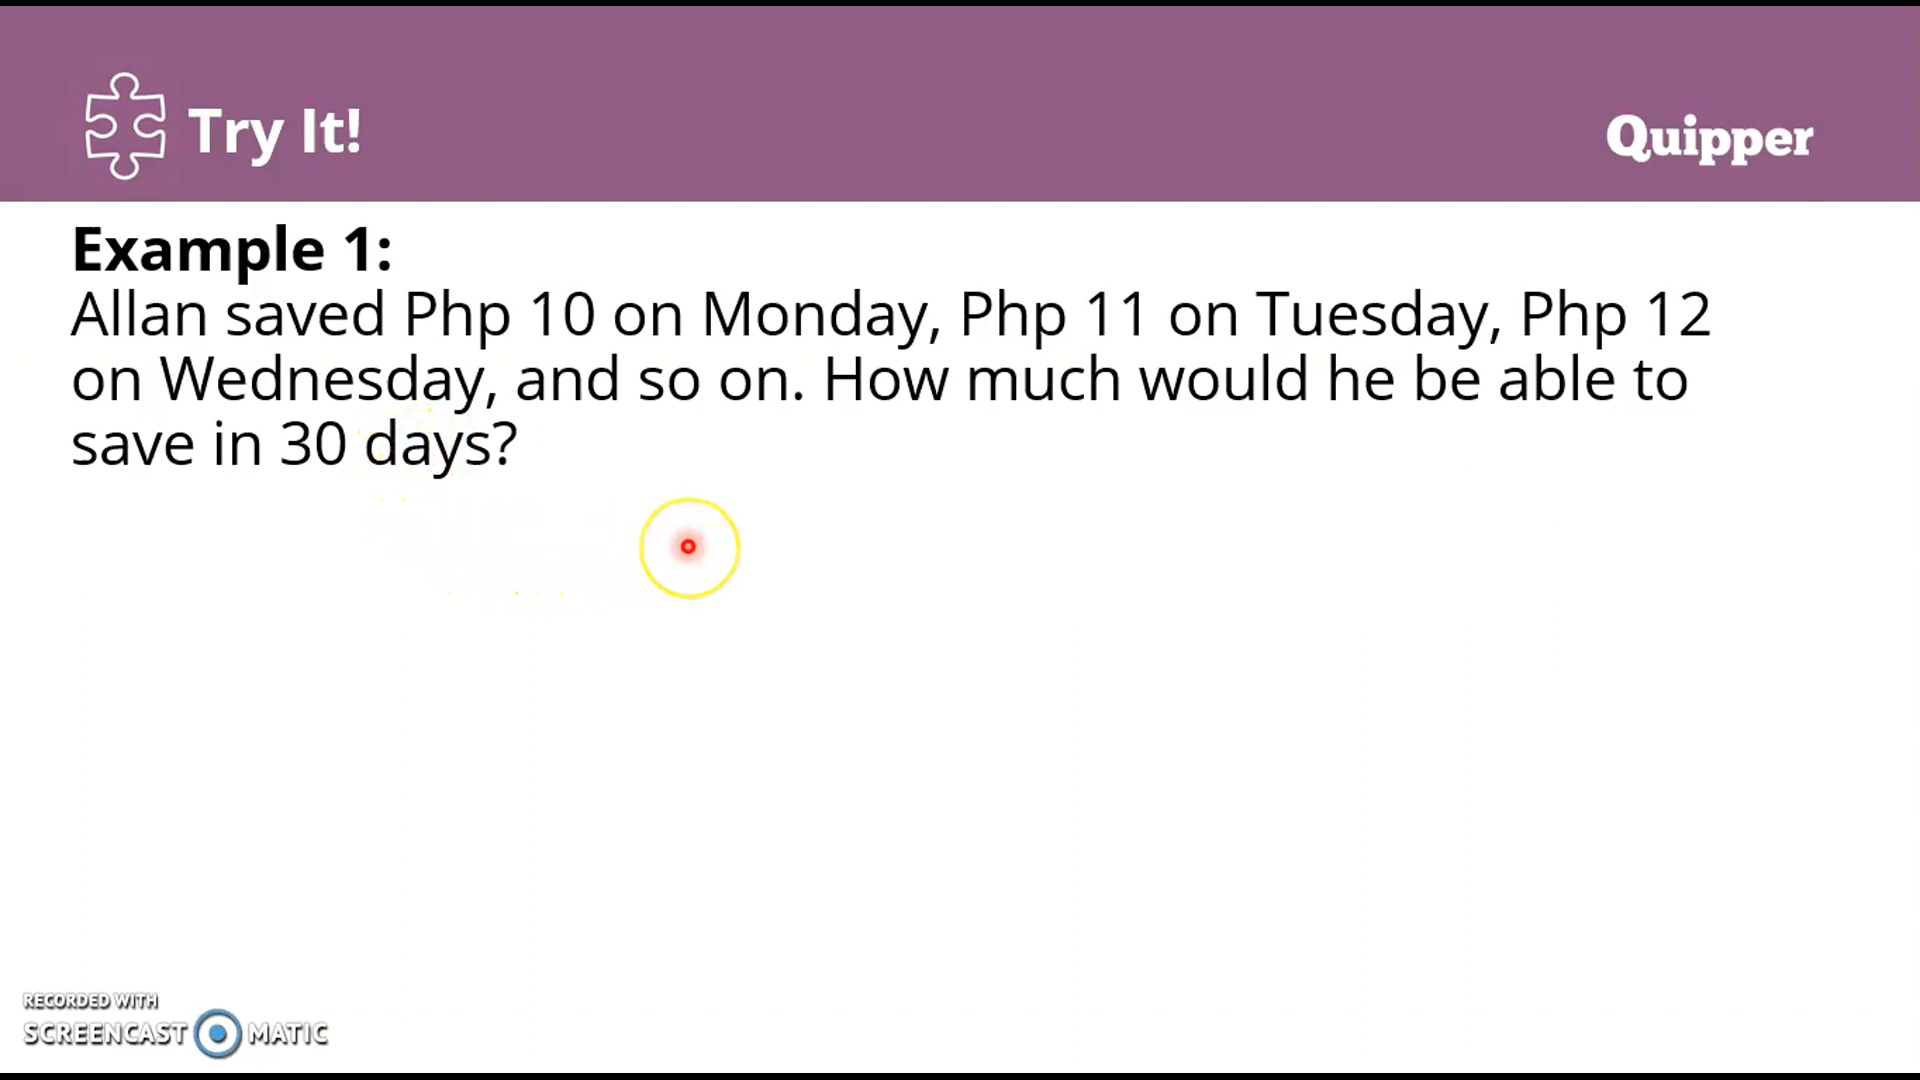 Try It!
Quipper
Example 1:
Allan saved Php 10 on Monday, Php 11 on Tuesday, Php 12
on Wednesday, and so on. How much would he be able to
save in 30 days?
RECORDED WITH
SCREENCAST MATIC